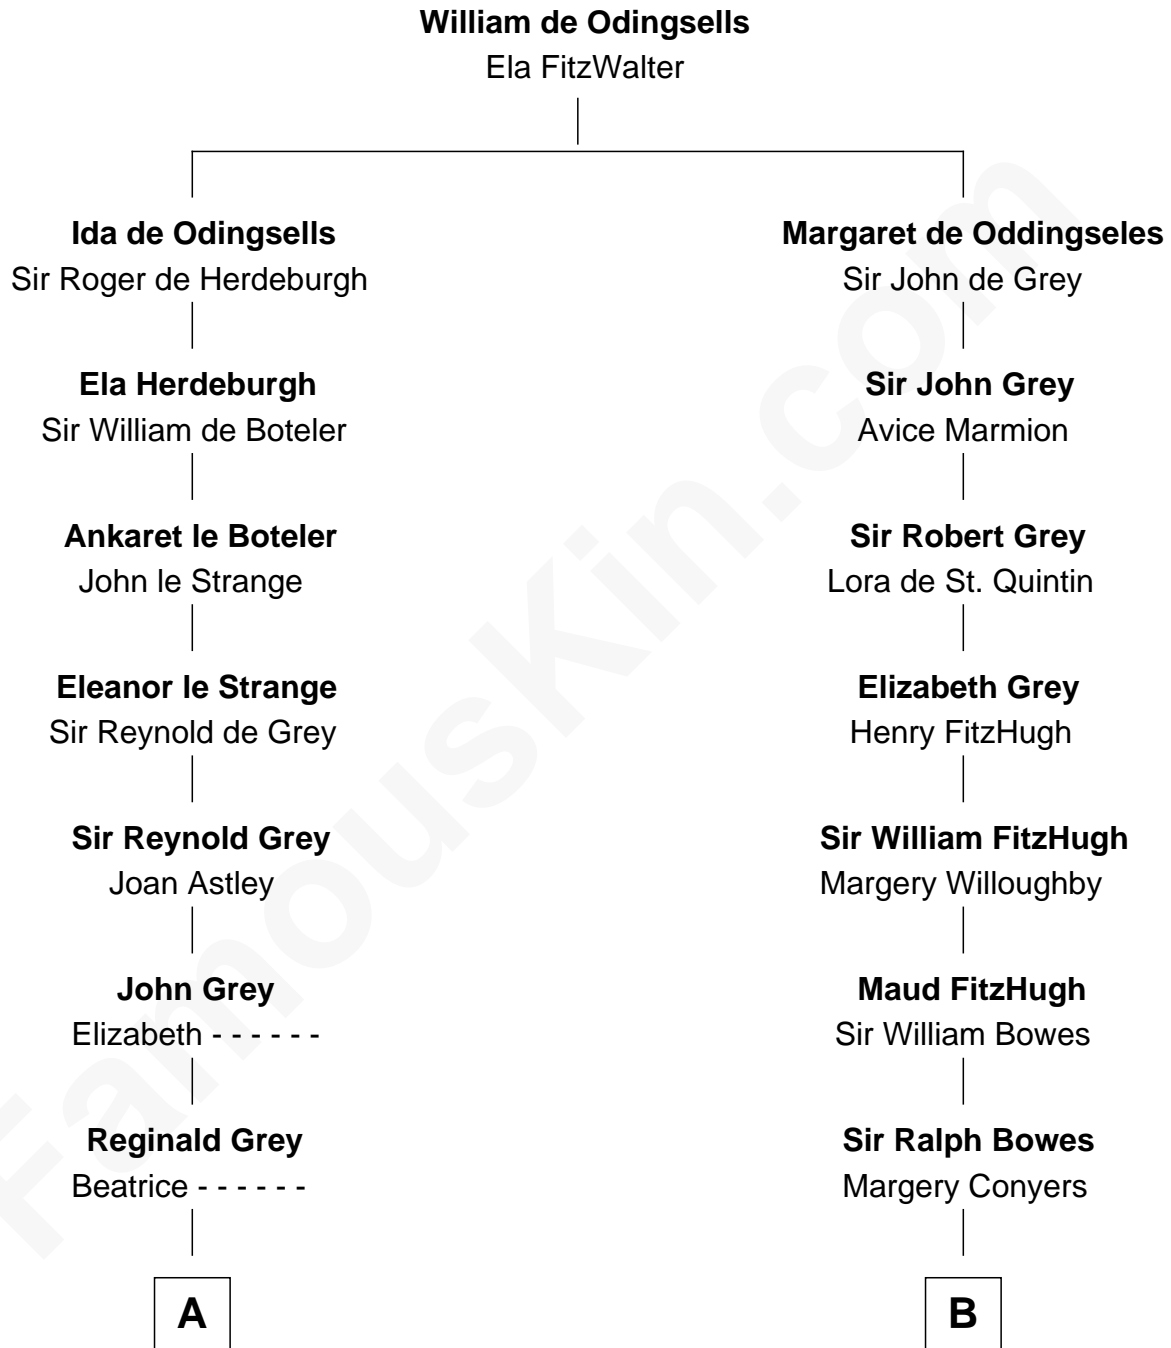 William de Odingsells
Ela FitzWalter
Ida de Odingsells
Sir Roger de Herdeburgh
Margaret de Oddingseles
Sir John de Grey
Ela Herdeburgh
Sir William de Boteler
Sir John Grey
Avice Marmion
Ankaret le Boteler
John le Strange
Sir Robert Grey
Lora de St. Quintin
Eleanor le Strange
Sir Reynold de Grey
Elizabeth Grey
Henry FitzHugh
Sir Reynold Grey
Joan Astley
Sir William FitzHugh
Margery Willoughby
John Grey
Elizabeth - - - - - -
Maud FitzHugh
Sir William Bowes
Reginald Grey
Beatrice - - - - - -
Sir Ralph Bowes
Margery Conyers
A
B
FamousKin.com